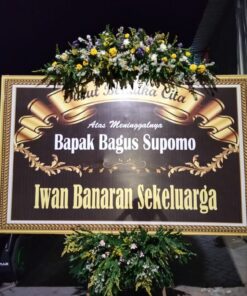 Turut Berduka Cita
Atas Meninggalnya
Bapak Bagus Supomo
Iwan Banaran Sekeluarga